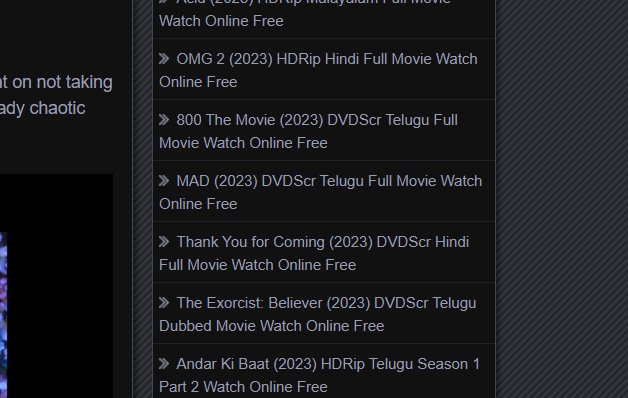 Acid (2023) HDRip Malayalam Full Movie
Watch Online Free
OMG 2 (2023) HDRip Hindi Full Movie Watch
Online Free
nt on not taking
ady chaotic
800 The Movie (2023) DVDScr Telugu Full
Movie Watch Online Free
MAD (2023) DVDScr Telugu Full Movie Watch
Online Free
Thank You for Coming (2023) DVDScr Hindi
Full Movie Watch Online Free
The Exorcist: Believer (2023) DVDScr Telugu
Dubbed Movie Watch Online Free
Andar Ki Baat (2023) HDRip Telugu Season 1
Part 2 Watch Online Free